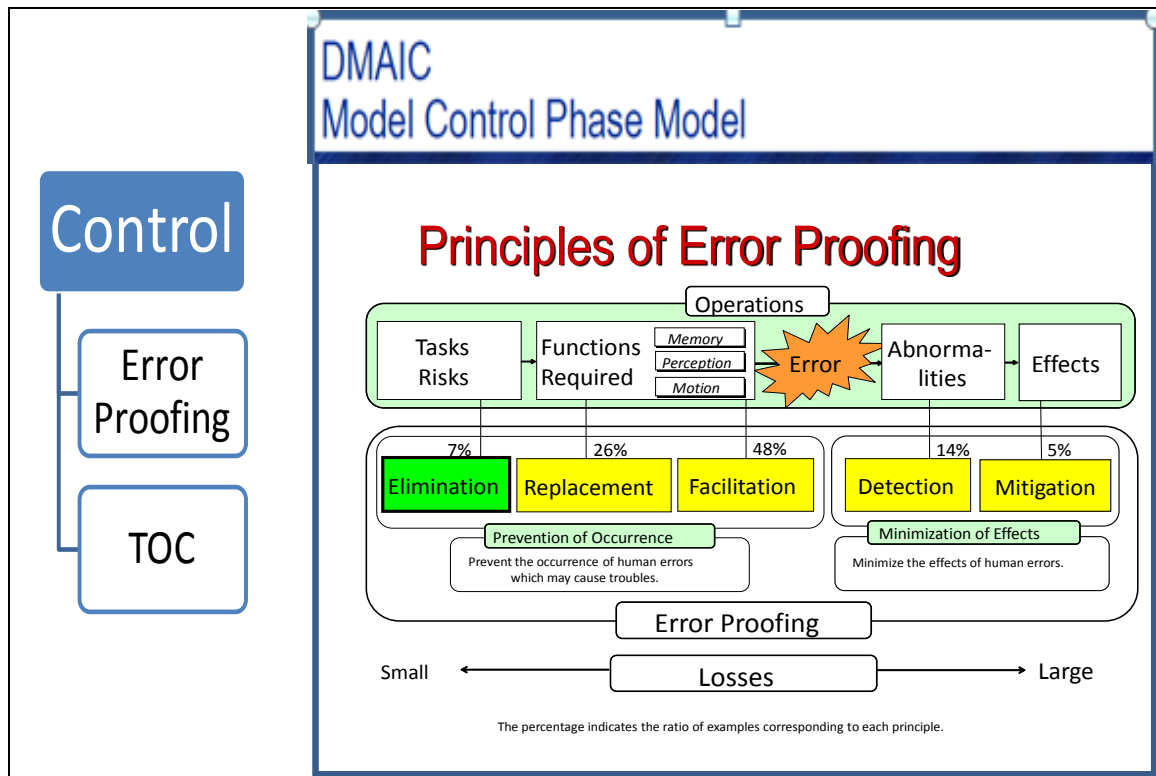 DMAIC
Model Control Phase Model
Control
Error
Proofing
TOC
Principles of Error Proofing
Operations
Tasks
Risks
Functions
Required
Memory
Perception
Motion
Error
Abnorma-
lities
Effects
7%
26%
48%
14%
5%
Elimination
Replacement
Facilitation
Detection
Mitigation
Prevention of Occurrence
Prevent the occurrence of human errors
which may cause troubles.
Minimization of Effects
Minimize the effects of human errors.
Error Proofing
Small
Losses
Large
The percentage indicates the ratio of examples corresponding to each principle.